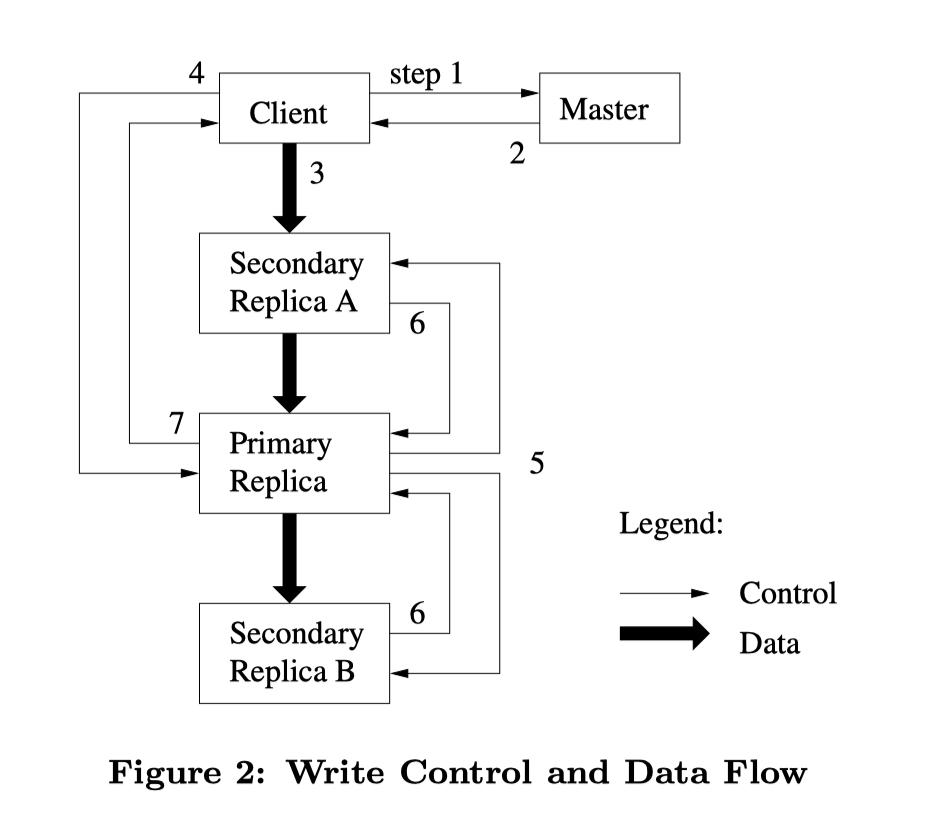 4
step 1
Client
Master
2
3
Secondary
Replica A
6
7
Primary
Replica
5
6
Secondary
Replica B
Legend:
Control
Data
Figure 2: Write Control and Data Flow